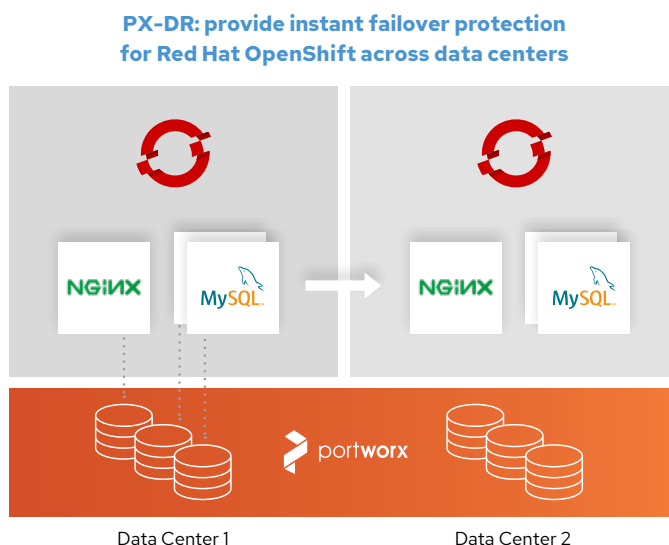 PX-DR: provide instant failover protection
for Red Hat OpenShift across data centers
NGINX
MySQL
NGINX
MySQL
portworx
Data Center 1
Data Center 2